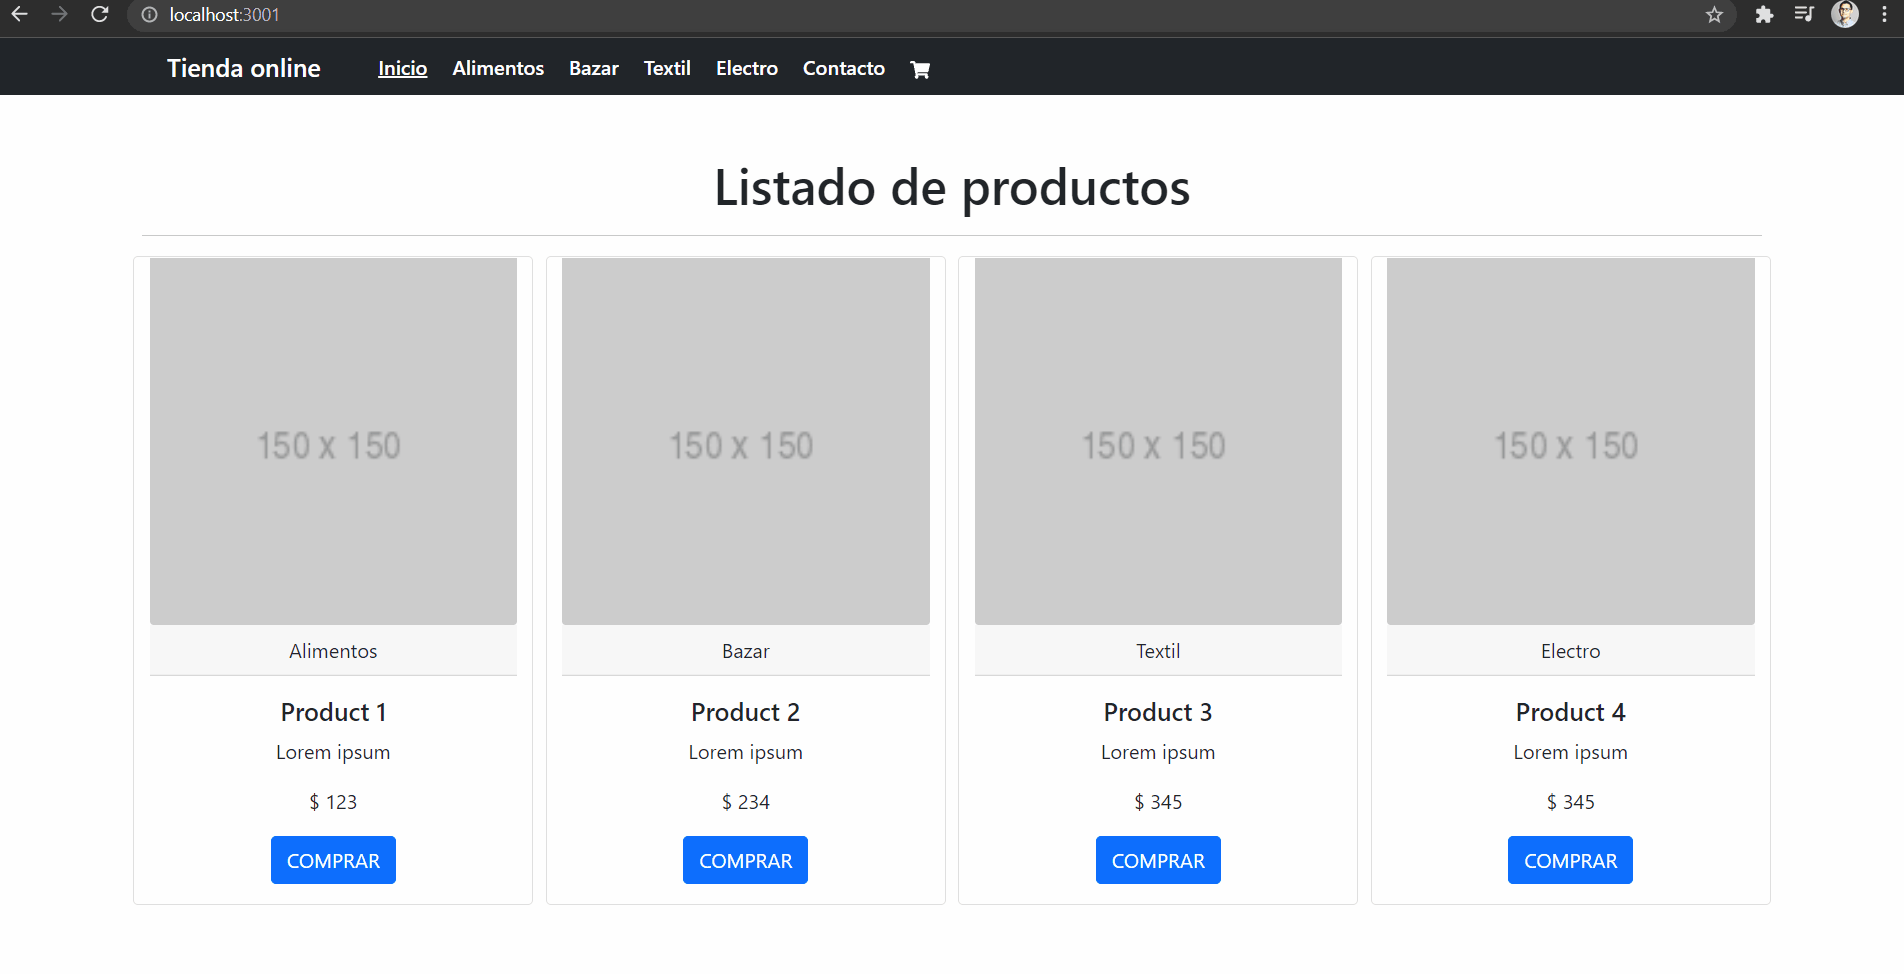 localhost:3001
Tienda online Inicio Alimentos Bazar Textil Electro Contacto
Listado de productos
150 x 150 150 x 150 150 x 150 150 x 150
Alimentos Bazar Textil Electro
Product 1 Product 2 Product 3 Product 4
Lorem ipsum Lorem ipsum Lorem ipsum Lorem ipsum
$ 123 $ 234 $ 345 $ 345
COMPRAR COMPRAR COMPRAR COMPRAR